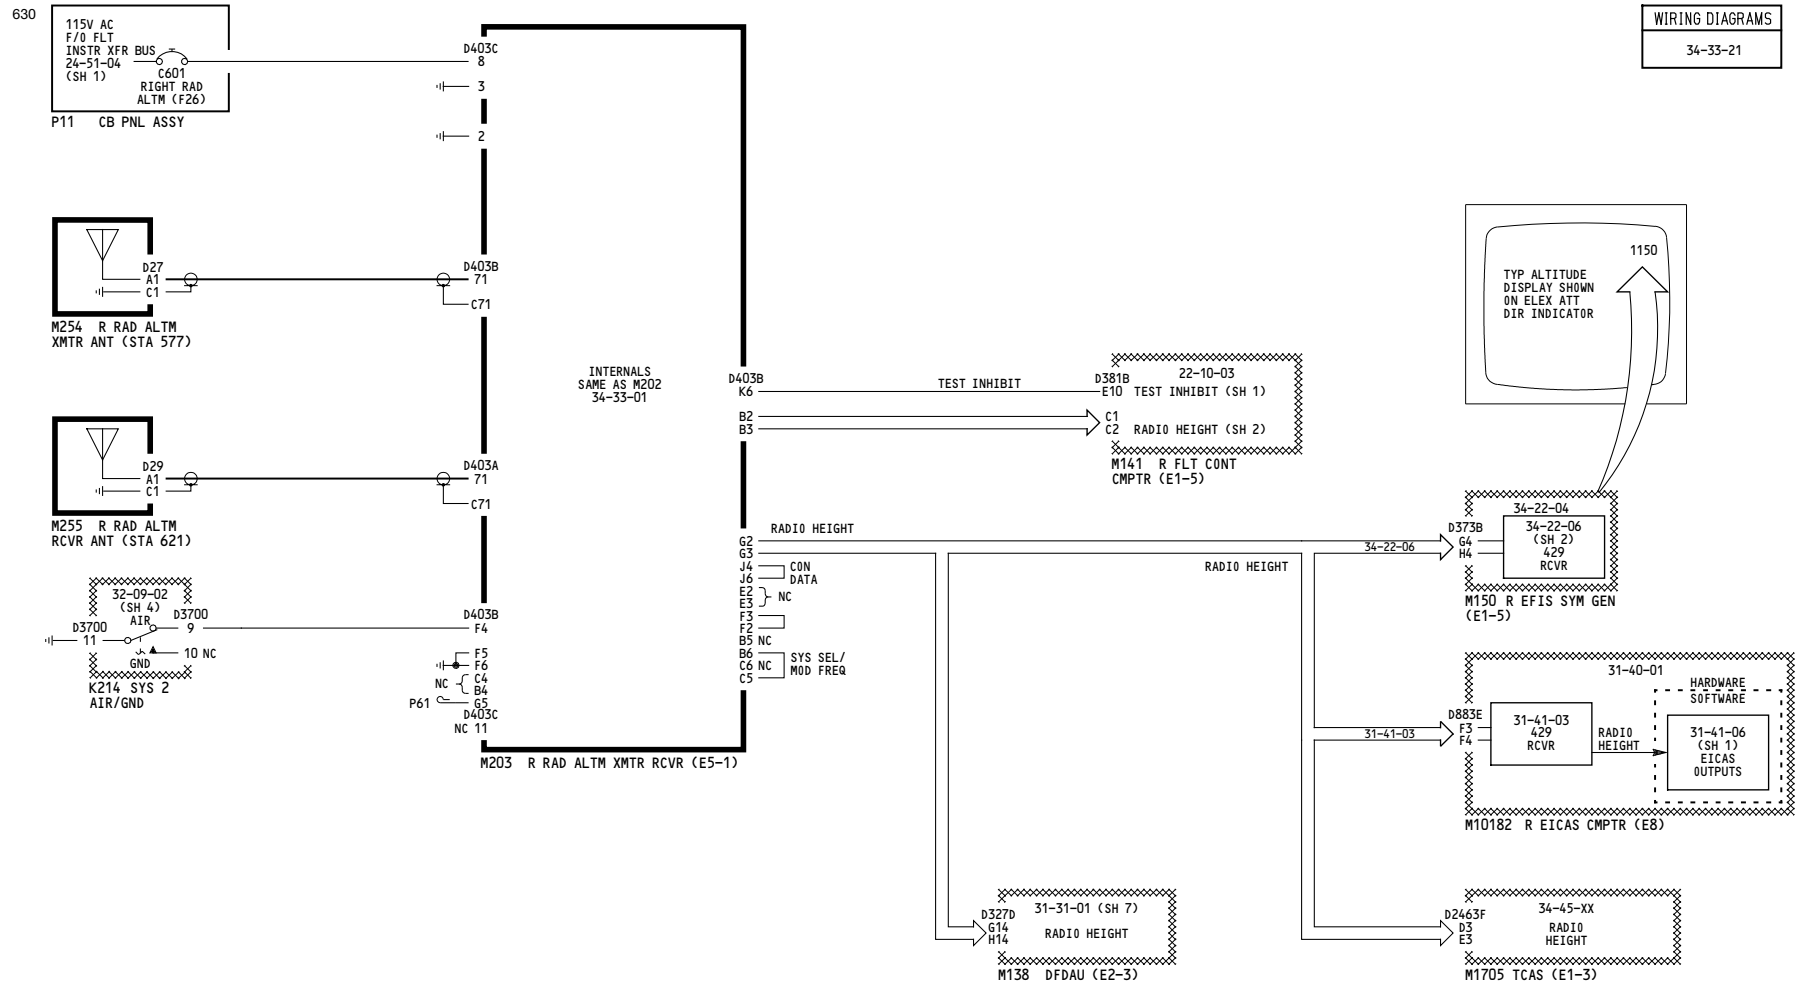 630
115V AC
F/O FLT
INSTR XFR BUS
24-51-04
(SH 1)
C601
RIGHT RAD
ALTM (F26)
P11 CB PNL ASSY
WIRING DIAGRAMS
34-33-21
D403C
8
3
2
D27
A1
C1
M254 R RAD ALTM
XMTR ANT (STA 577)
D403B
71
C71
D29
A1
C1
M255 R RAD ALTM
RCVR ANT (STA 621)
D403A
71
C71
32-09-02
(SH 4)
AIR
D3700
9
D3700
11
10 NC
GND
K214 SYS 2
AIR/GND
D403B
F4
F5
F6
NC
C4
B4
P61
G5
D403C
NC 11
INTERNALS
SAME AS M202
34-33-01
M203 R RAD ALTM XMTR RCVR (E5-1)
D403B
K6
B2
B3
G2
G3
J4
J6
CON
DATA
E2
E3
NC
F3
F2
B5 NC
B6
C6 NC
C5
SYS SEL/
MOD FREQ
TEST INHIBIT
D381B
E10
22-10-03
TEST INHIBIT (SH 1)
C1
C2
RADIO HEIGHT (SH 2)
M141 R FLT CONT
CMPTR (E1-5)
RADIO HEIGHT
RADIO HEIGHT
34-22-06
1150
TYP ALTITUDE
DISPLAY SHOWN
ON ELEX ATT
DIR INDICATOR
D373B
G4
H4
34-22-04
34-22-06
(SH 2)
429
RCVR
M150 R EFIS SYM GEN
(E1-5)
31-41-03
D883E
F3
F4
31-40-01
31-41-03
429
RCVR
RADIO
HEIGHT
HARDWARE
SOFTWARE
31-41-06
(SH 1)
EICAS
OUTPUTS
M10182 R EICAS CMPTR (E8)
D327D
G14
H14
31-31-01 (SH 7)
RADIO HEIGHT
M138 DFDAU (E2-3)
D2463F
D3
E3
34-45-XX
RADIO
HEIGHT
M1705 TCAS (E1-3)